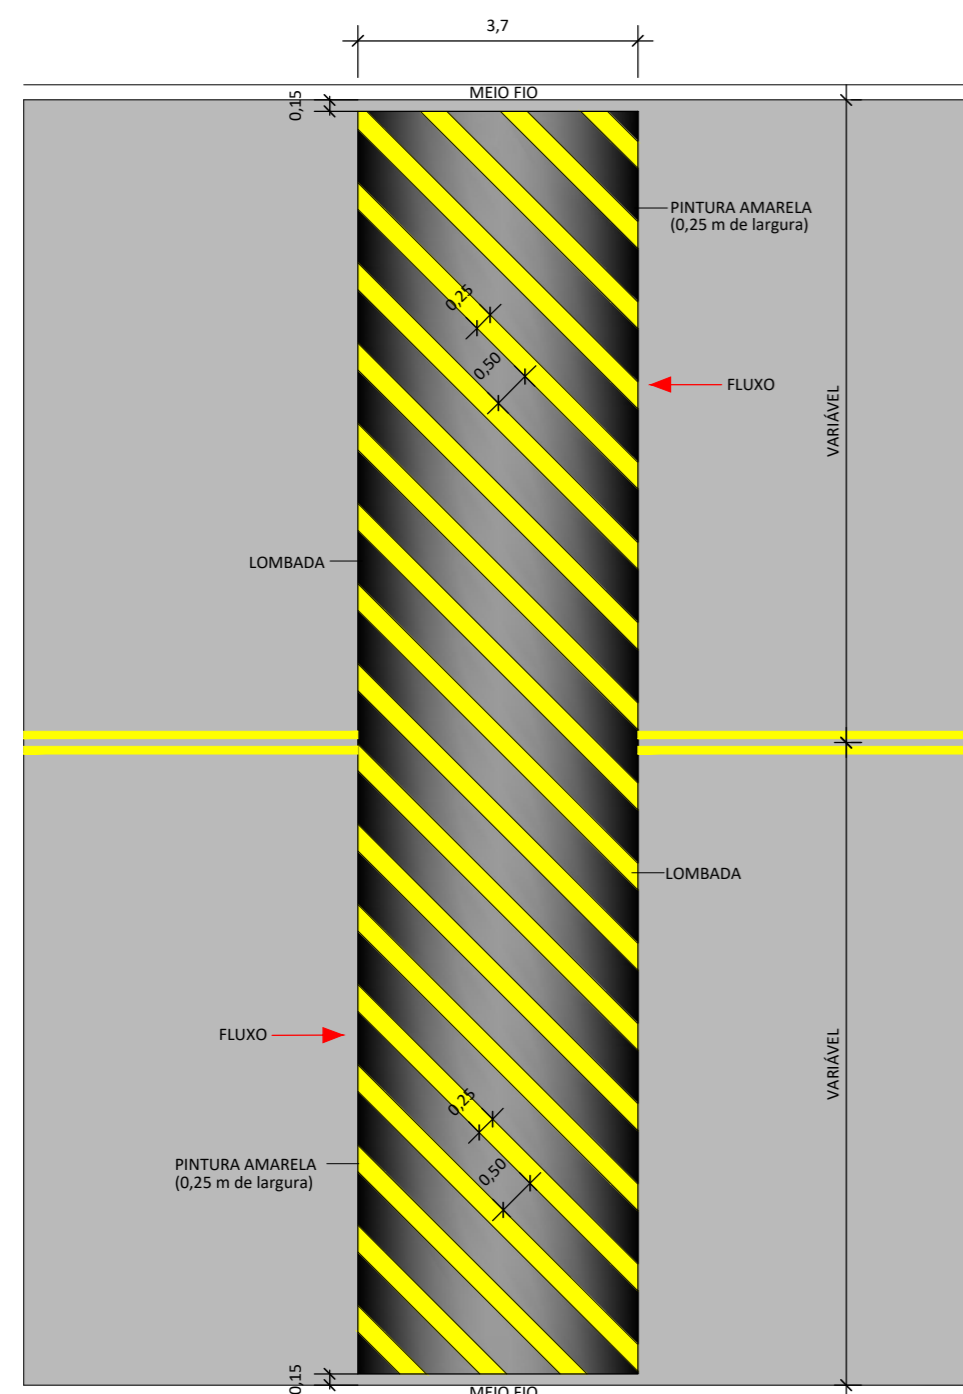 3,7
MEIO FIO
0,15
PINTURA AMARELA
(0,25 m de largura)
0,25
0,50
FLUXO
VARIÁVEL
LOMBADA
LOMBADA
FLUXO
VARIÁVEL
0,25
PINTURA AMARELA
(0,25 m de largura)
0,50
0,15
MEIO FIO